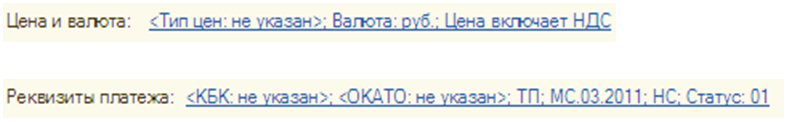 Цена и валюта: <Тип цен: не указан>; Валюта: руб.; Цена включает НДС
Реквизиты платежа: <КБК: не указан>; <ОКАТО: не указан>; ТП; МС.03.2011; НС; Статус: 01